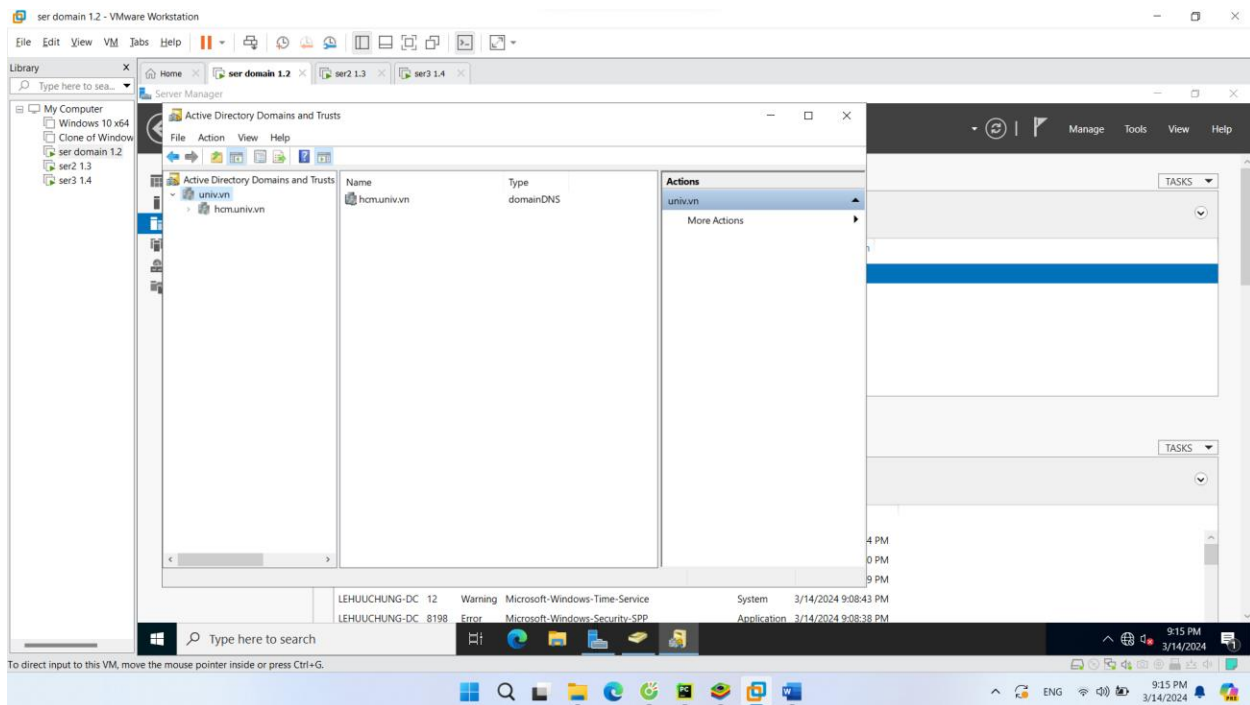 ser domain 1.2 - VMware Workstation
File Edit View VM Tabs Help
Library X
Type here to sea...
Home ser domain 1.2 ser2 1.3 ser3 1.4
My Computer
Windows 10 x64
Clone of Window
ser domain 1.2
ser2 1.3
ser3 1.4
Server Manager
Manage Tools View Help
Active Directory Domains and Trusts
File Action View Help
Active Directory Domains and Trusts
univ.vn
hcm.univ.vn
Name Type
hcm.univ.vn domainDNS
Actions
univ.vn
More Actions
TASKS
TASKS
4 PM
0 PM
9 PM
LEHUUCHUNG-DC 12 Warning Microsoft-Windows-Time-Service System 3/14/2024 9:08:43 PM
LEHUUCHUNG-DC 8198 Error Microsoft-Windows-Security-SPP Application 3/14/2024 9:08:38 PM
Type here to search
9:15 PM
3/14/2024
1
To direct input to this VM, move the mouse pointer inside or press Ctrl+G.
ENG
9:15 PM
3/14/2024